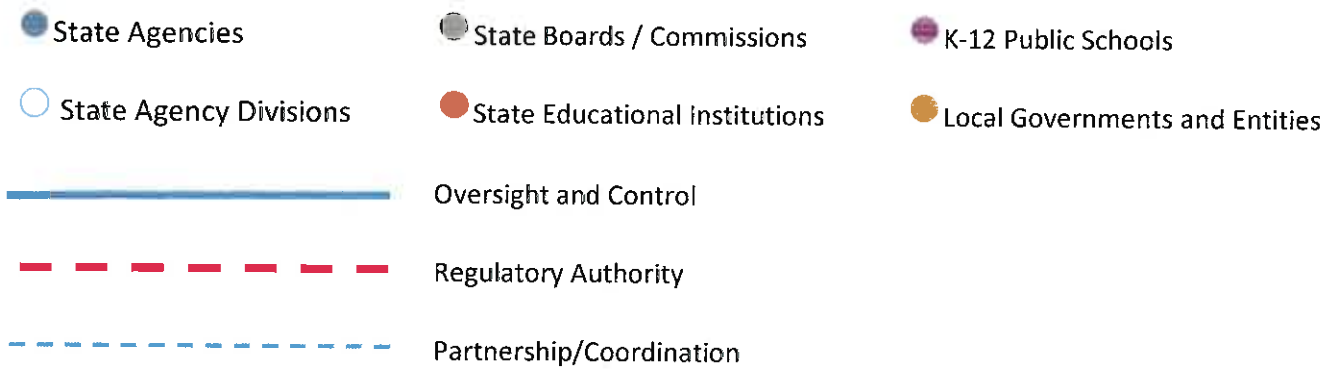 State Agencies
State Boards / Commissions
K-12 Public Schools
State Agency Divisions
State Educational Institutions
Local Governments and Entities
Oversight and Control
Regulatory Authority
Partnership/Coordination